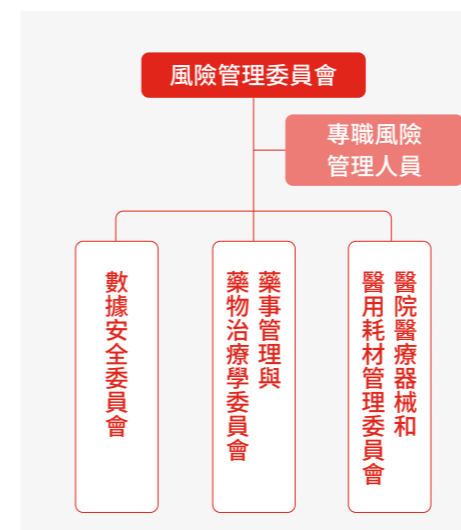 風險管理委員會
專職風險
管理人員
數據安全委員會
藥事管理與
藥物治療學委員會
醫院醫療器械和
醫用耗材管理委員會